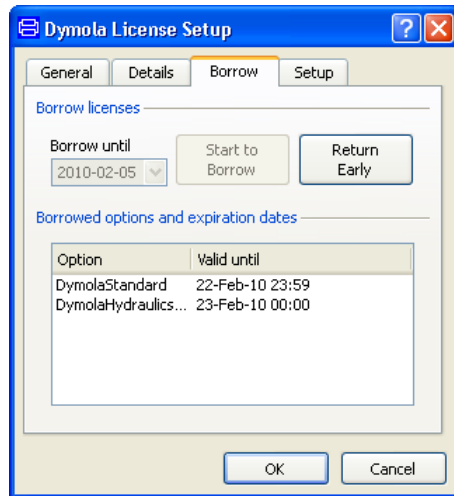 Dymola License Setup
General Details Borrow Setup
Borrow licenses
Borrow until
2010-02-05
Start to
Borrow
Return
Early
Borrowed options and expiration dates
Option Valid until
DymolaStandard 22-Feb-10 23:59
DymolaHydraulics... 23-Feb-10 00:00
OK Cancel